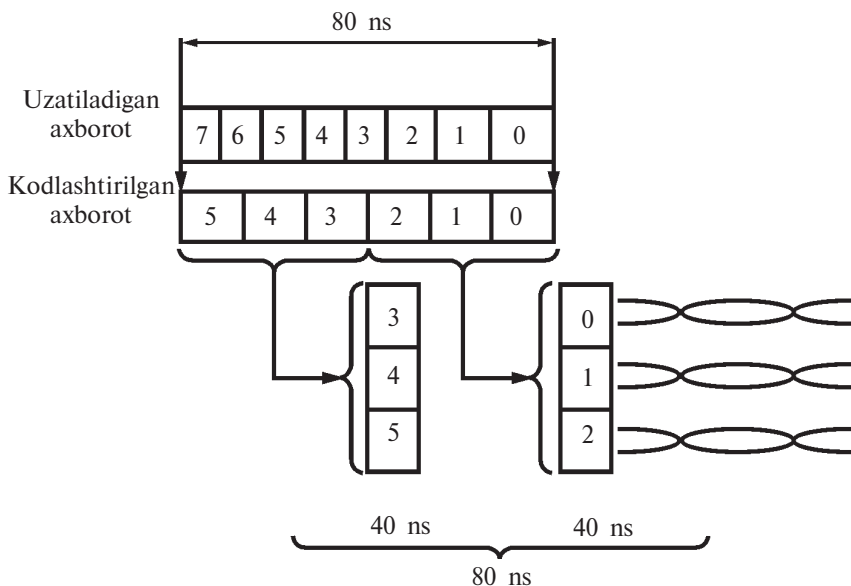 80 ns
Uzatiladigan
axborot
7 6 5 4 3 2 1 0
Kodlashtirilgan
axborot
5 4 3 2 1 0
3 0
4 1
5 2
40 ns 40 ns
80 ns